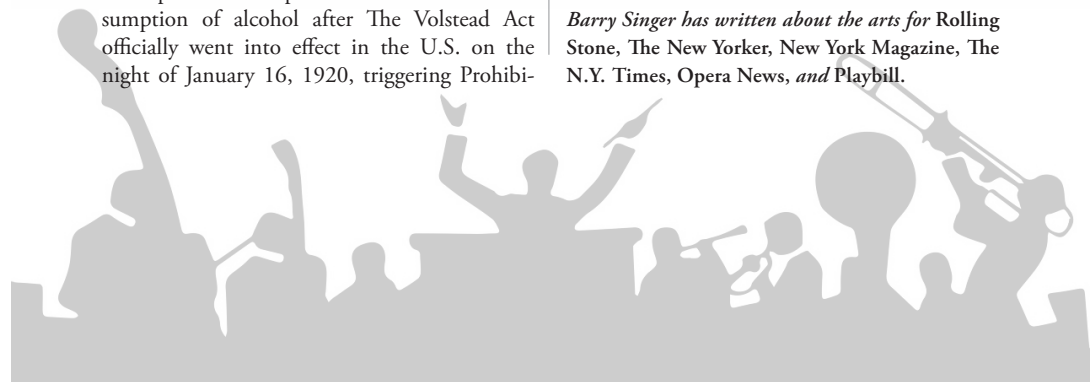 sumption of alcohol after The Volstead Act
officially went into effect in the U.S. on the
night of January 16, 1920, triggering Prohibi-
Barry Singer has written about the arts for Rolling
Stone, The New Yorker, New York Magazine, The
N.Y. Times, Opera News, and Playbill.